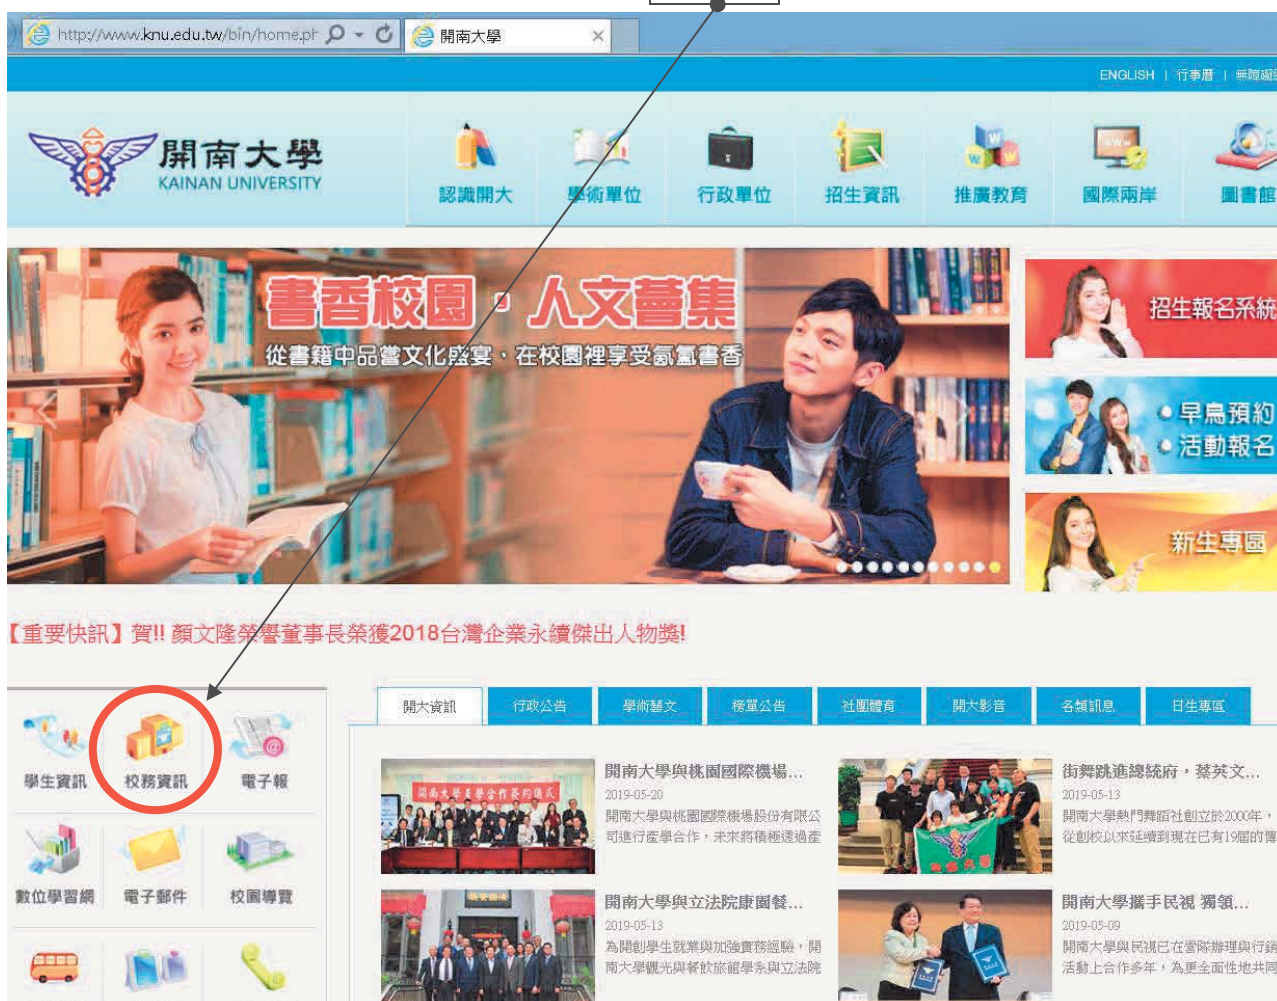 http://www.knu.edu.tw/bin/home.ph
開南大學
ENGLISH | 行事曆 | 無障礙
開南大學
KAINAN UNIVERSITY
認識開大
學術單位
行政單位
招生資訊
推廣教育
國際兩岸
圖書館
書香校園・人文薈集
從書籍中品嘗文化盛宴，在校園裡享受氤氳書香
招生報名系統
早鳥預約
活動報名
新生專區
【重要快訊】賀!! 顏文隆榮譽董事長榮獲2018台灣企業永續傑出人物獎!
學生資訊
校務資訊
電子報
數位學習網
電子郵件
校園導覽
開大資訊
行政公告
學術藝文
榜單公告
社團體育
開大影音
各類訊息
日生專區
開南大學與桃園國際機場...
2019-05-20
開南大學與桃園國際機場股份有限公
司進行產學合作，未來將積極透過產
街舞跳進總統府，蔡英文...
2019-05-13
開南大學熱門舞蹈社創立於2000年，
從創校以來延續到現在已有19屆的傳
開南大學與立法院康園餐...
2019-05-13
為開創學生就業與加強實務經驗，開
南大學觀光與餐飲旅館學系與立法院
開南大學攜手民視 獨領...
2019-05-09
開南大學與民視已在雲隊辦理與行銷
活動上合作多年，為更全面性地共同